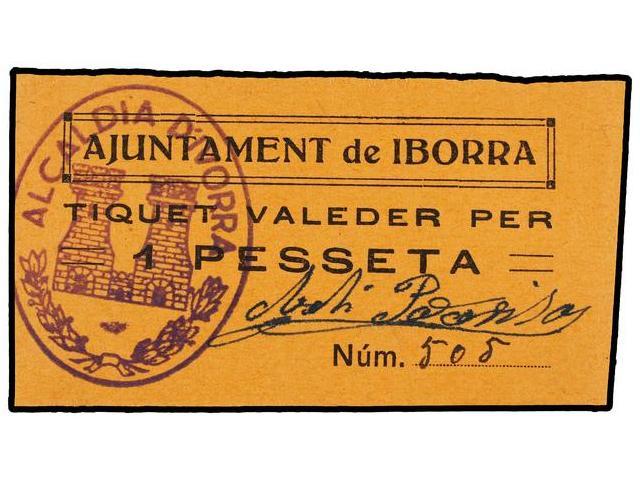 ALCALDIA D'IBORRA
AJUNTAMENT de IBORRA
TIQUET VALEDER PER
1 PESSETA
Núm. 505